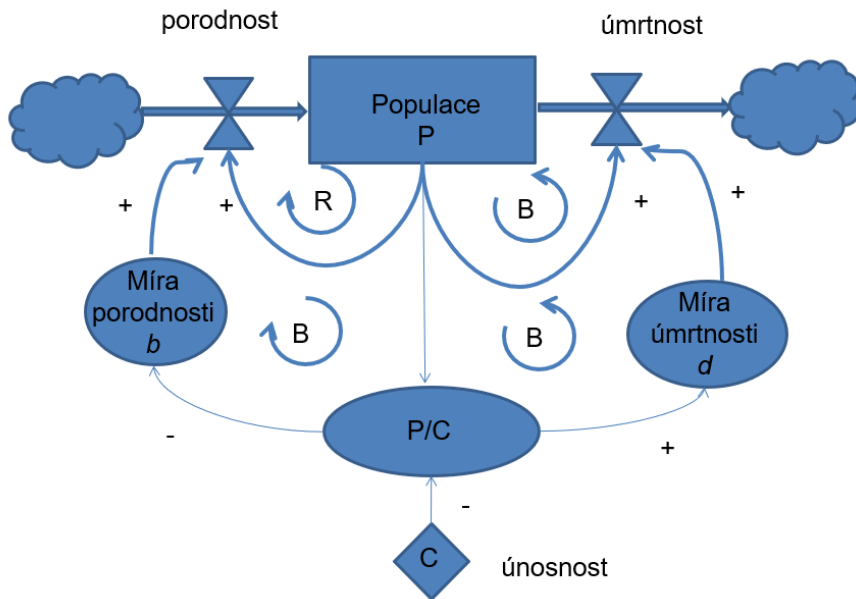 porodnost
úmrtnost
Populace
P
R
B
+
+
+
+
Míra
porodnosti
b
B
B
Míra
úmrtnosti
d
P/C
-
+
-
C
únosnost